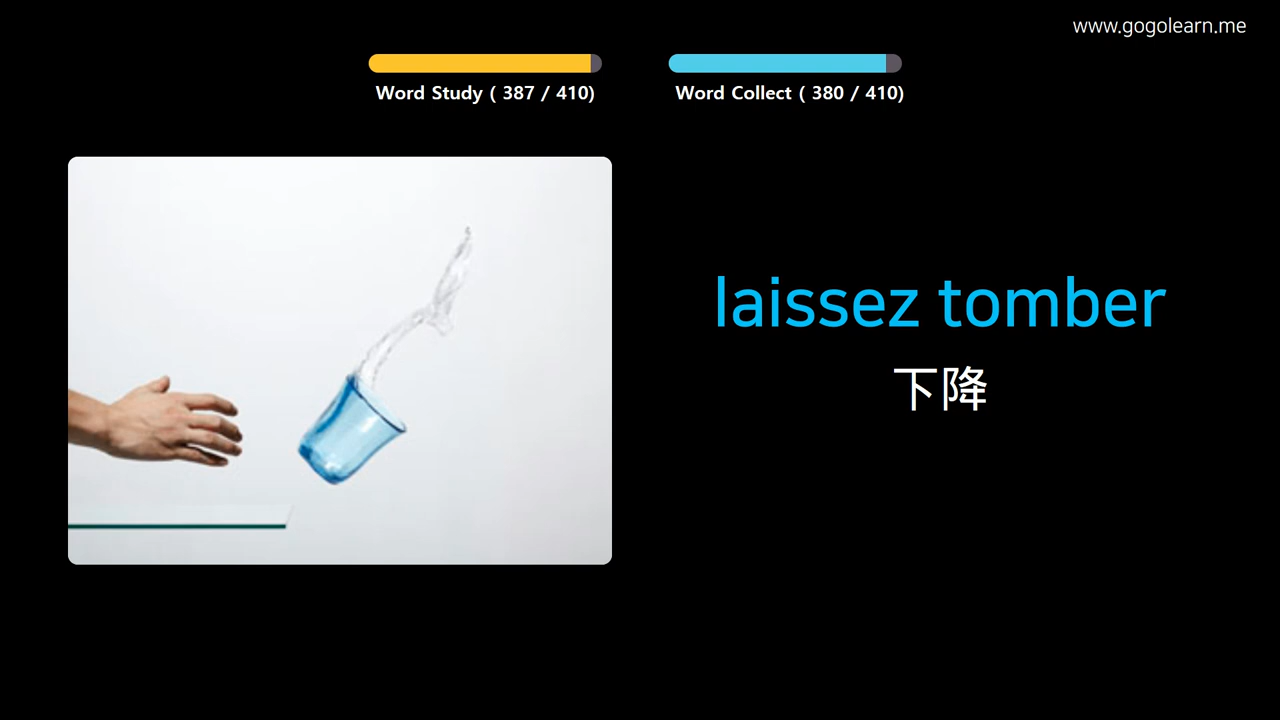 www.gogolearn.me
Word Study ( 387 / 410)
Word Collect ( 380 / 410)
laissez tomber
下降